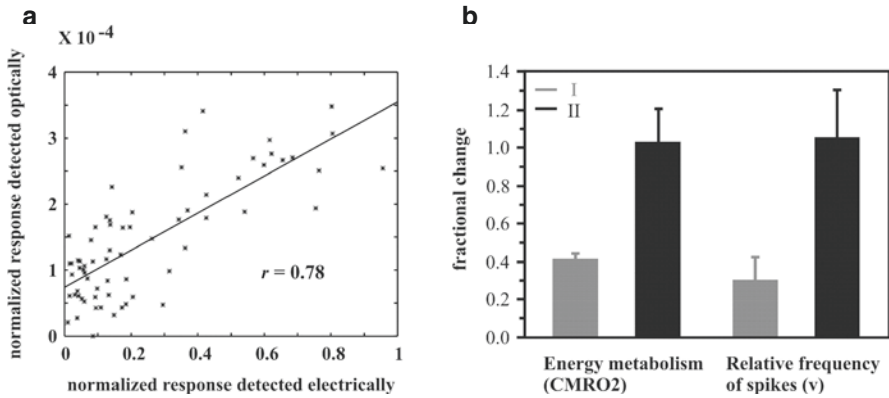 a
X 10⁻⁴
normalized response detected optically
4
3
2
1
0
r = 0.78
0 0.2 0.4 0.6 0.8 1
normalized response detected electrically
b
fractional change
1.4
1.2
1.0
0.8
0.6
0.4
0.2
0.0
I
II
Energy metabolism
(CMRO2)
Relative frequency
of spikes (v)